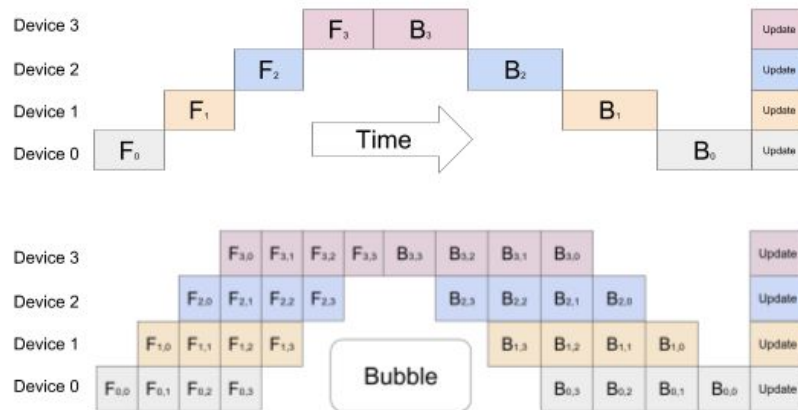 Device 3 F₃ B₃ Update
Device 2 F₂ B₂ Update
Device 1 F₁ B₁ Update
Time
Device 0 F₀ B₀ Update
Device 3 F₃,₀ F₃,₁ F₃,₂ F₃,₃ B₃,₃ B₃,₂ B₃,₁ B₃,₀ Update
Device 2 F₂,₀ F₂,₁ F₂,₂ F₂,₃ B₂,₃ B₂,₂ B₂,₁ B₂,₀ Update
Device 1 F₁,₀ F₁,₁ F₁,₂ F₁,₃ B₁,₃ B₁,₂ B₁,₁ B₁,₀ Update
Bubble
Device 0 F₀,₀ F₀,₁ F₀,₂ F₀,₃ B₀,₃ B₀,₂ B₀,₁ B₀,₀ Update